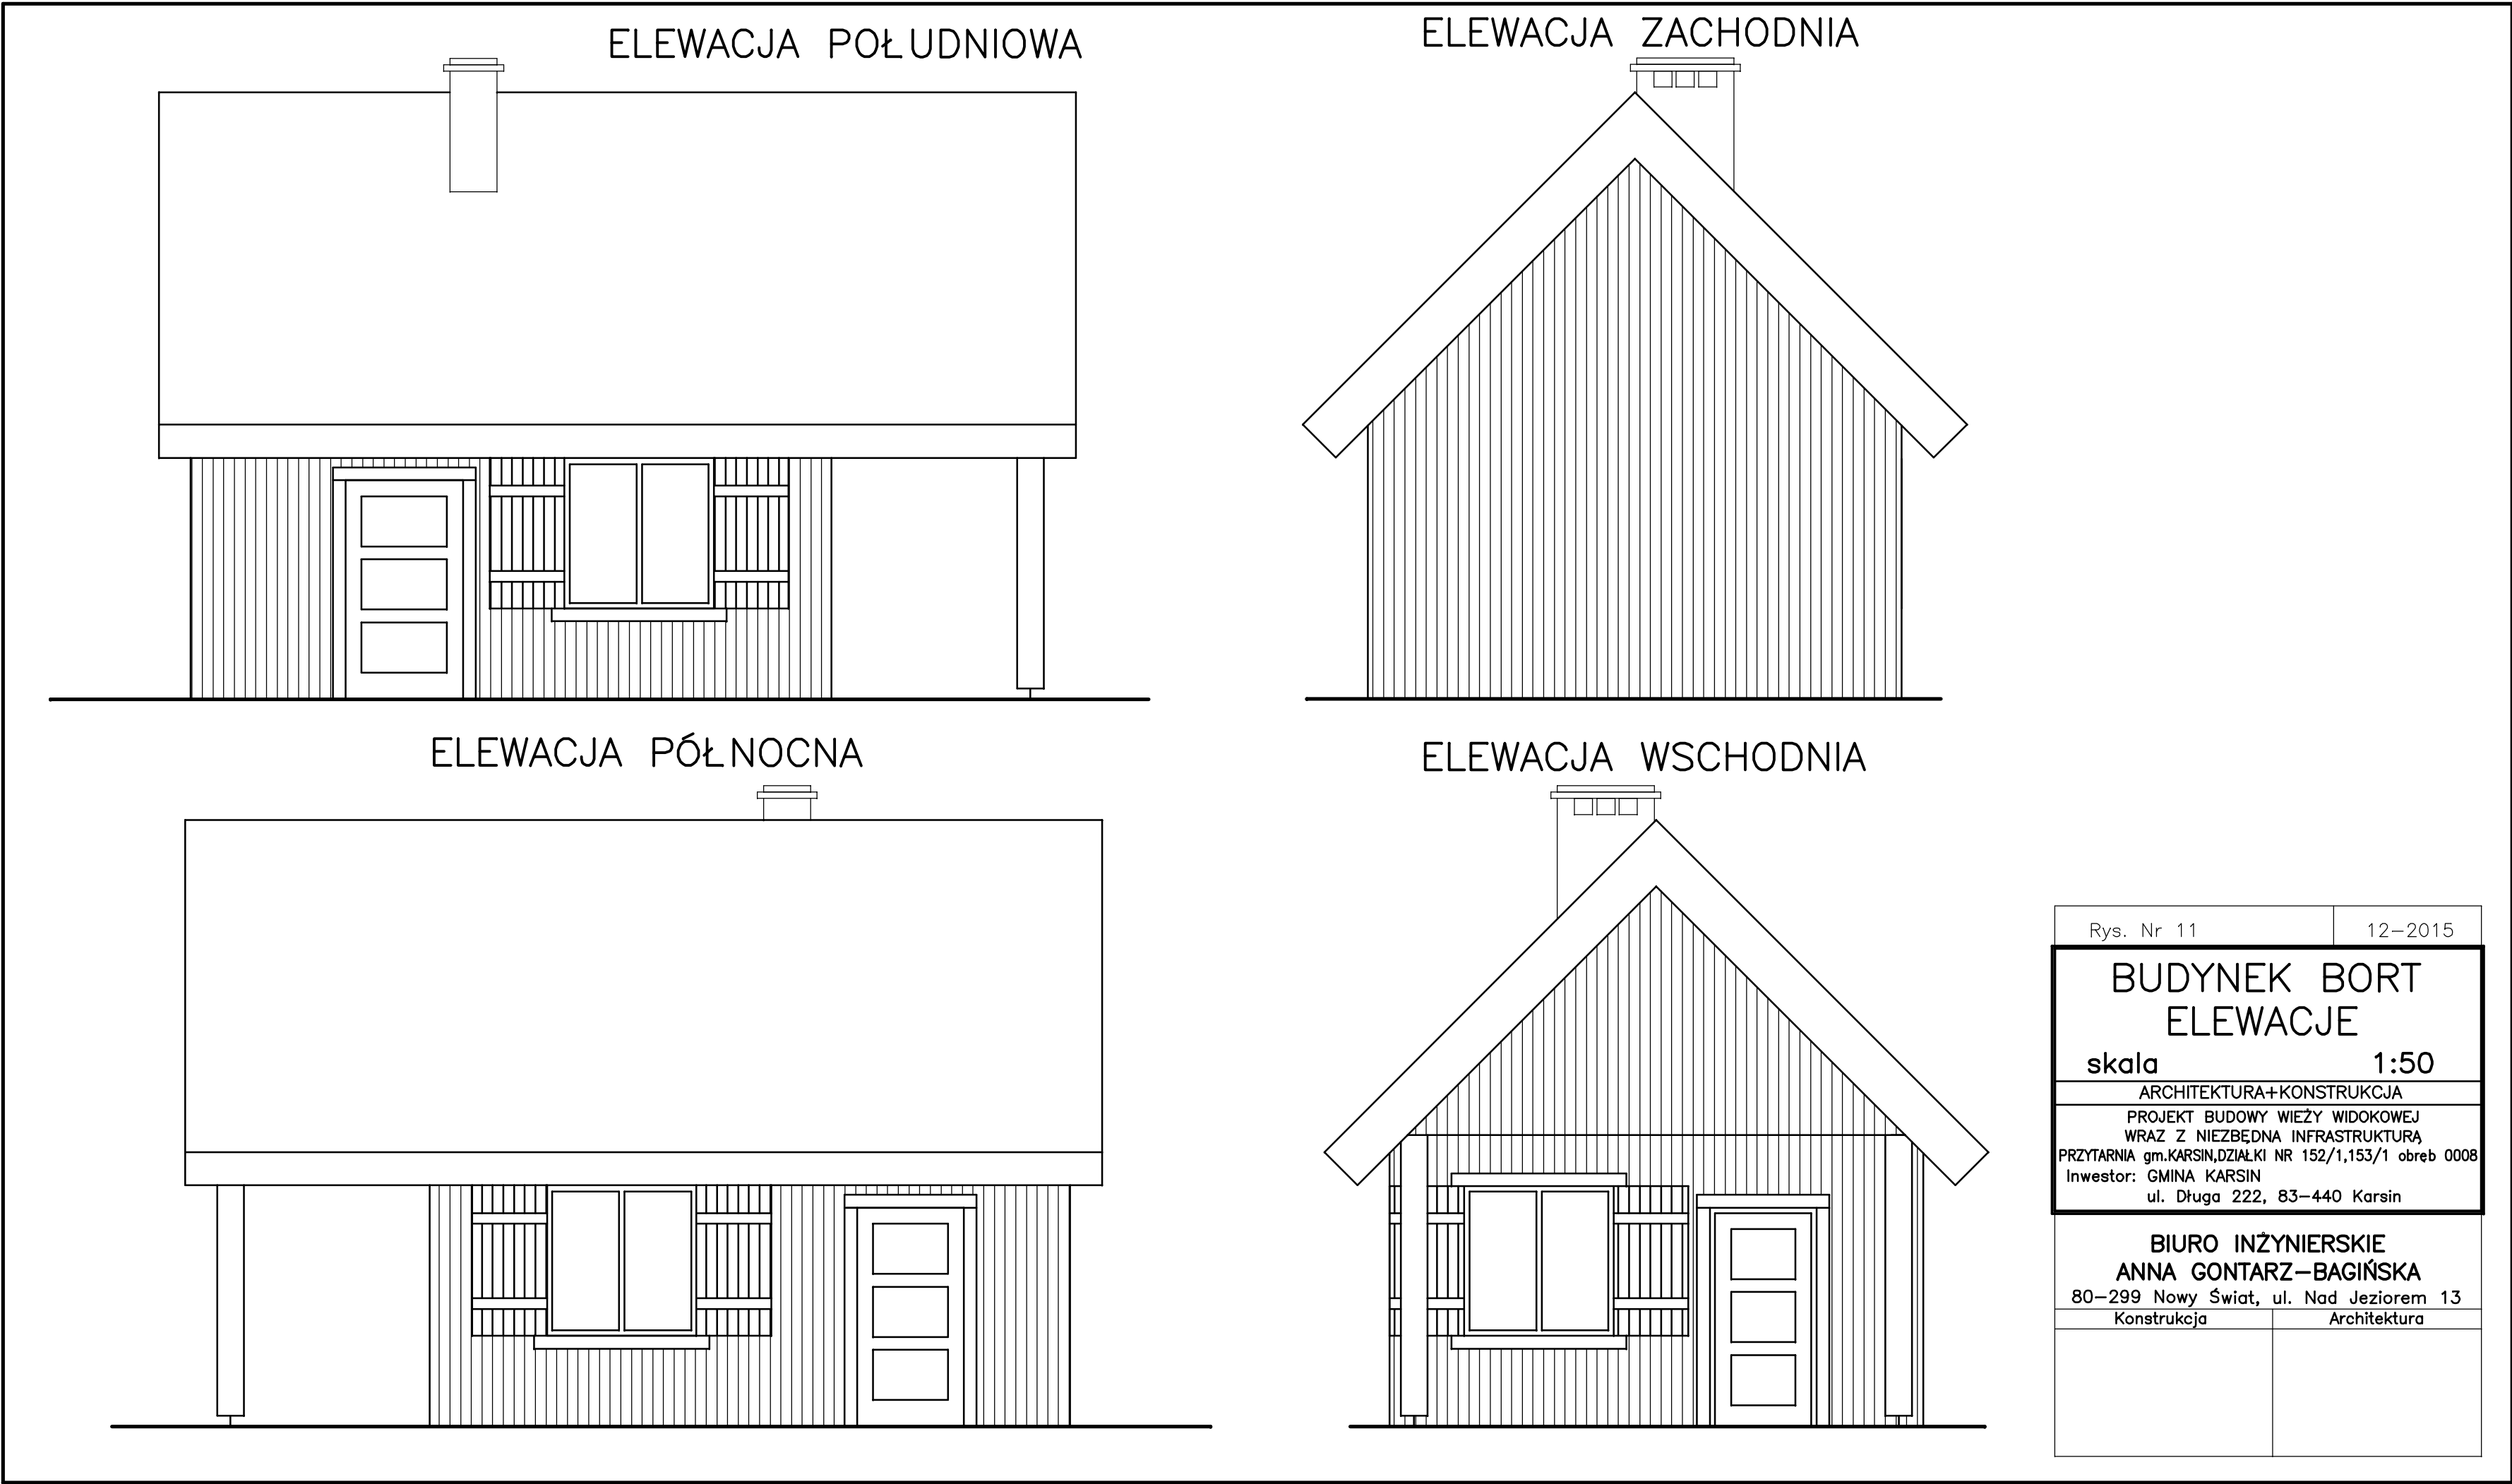 ELEWACJA POŁUDNIOWA
ELEWACJA ZACHODNIA
ELEWACJA PÓŁNOCNA
ELEWACJA WSCHODNIA
Rys. Nr 11 12-2015
BUDYNEK BORT
ELEWACJE
skala 1:50
ARCHITEKTURA+KONSTRUKCJA
PROJEKT BUDOWY WIEŻY WIDOKOWEJ
WRAZ Z NIEZBĘDNA INFRASTRUKTURĄ
PRZYTARNIA gm.KARSIN,DZIAŁKI NR 152/1,153/1 obręb 0008
Inwestor: GMINA KARSIN
ul. Długa 222, 83-440 Karsin
BIURO INŻYNIERSKIE
ANNA GONTARZ-BAGIŃSKA
80-299 Nowy Świat, ul. Nad Jeziorem 13
Konstrukcja Architektura